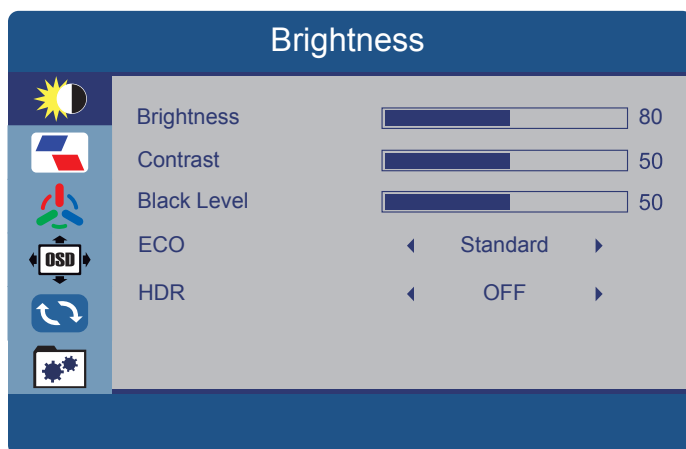 Brightness
Brightness 80
Contrast 50
Black Level 50
ECO Standard
OSD
HDR OFF